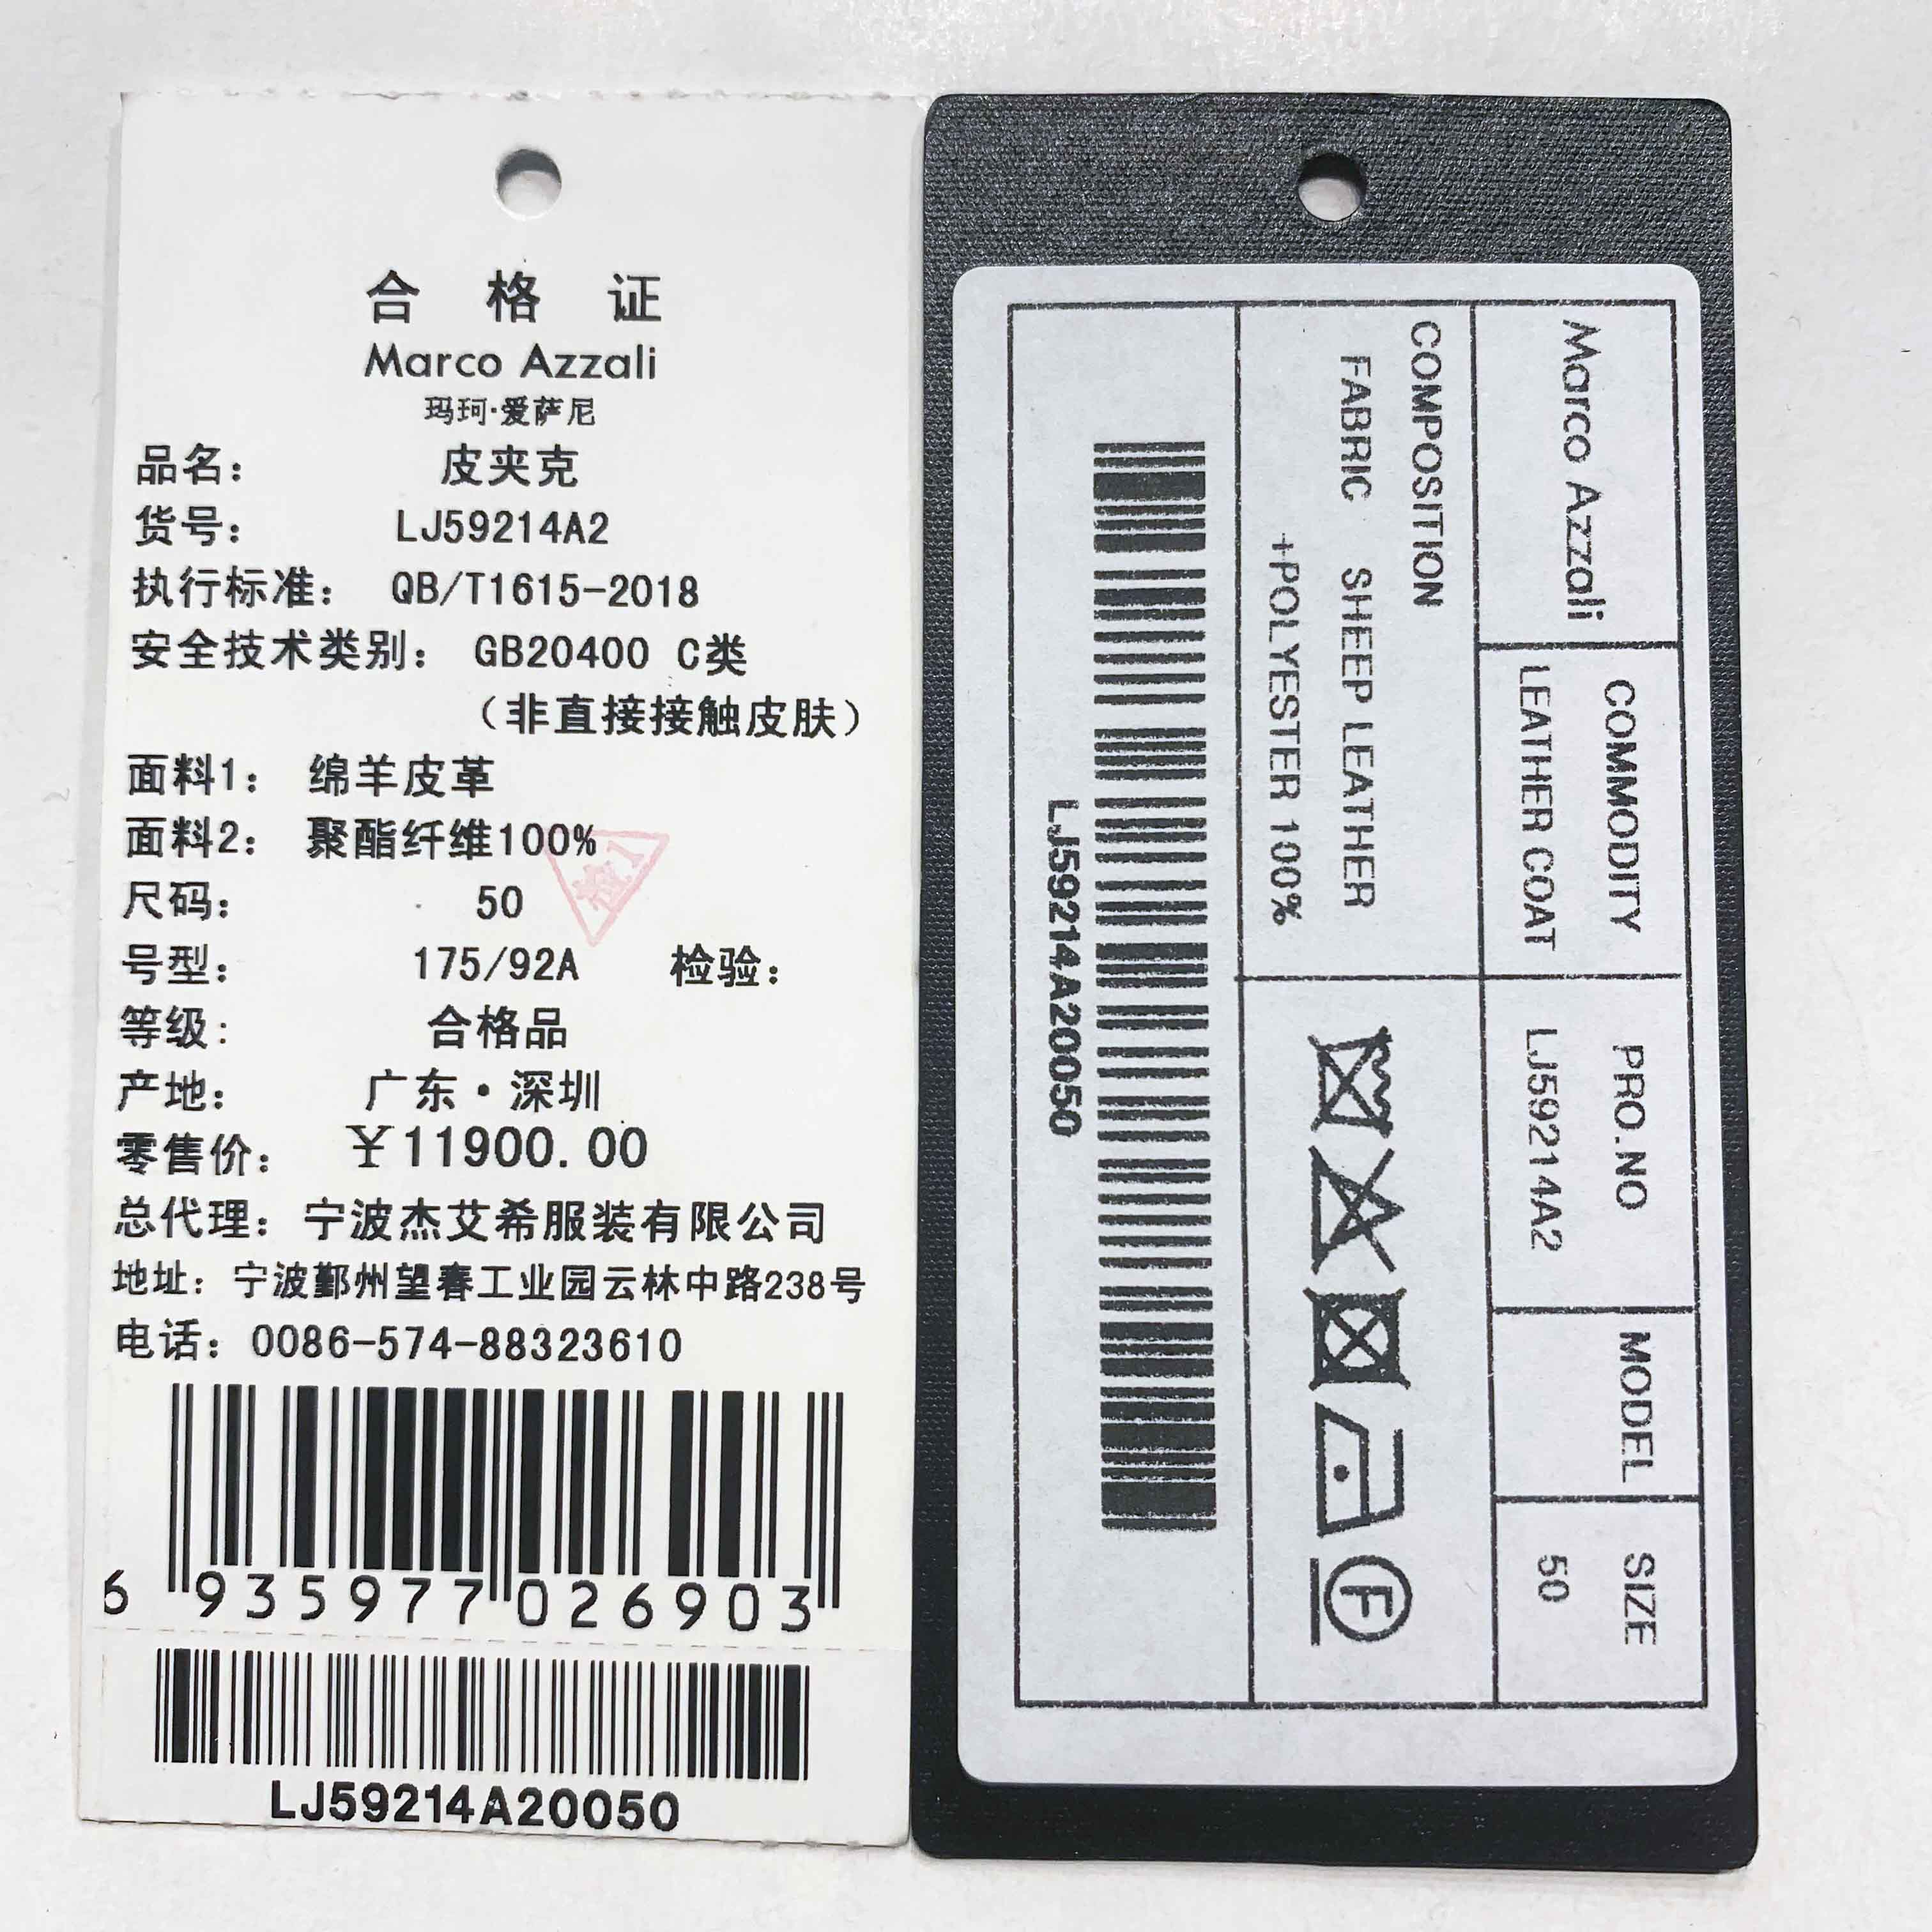 合格证
Marco Azzali
玛珂·爱萨尼
品名： 皮夹克
货号： LJ59214A2
执行标准： QB/T1615-2018
安全技术类别： GB20400 C类
（非直接接触皮肤）
面料1： 绵羊皮革
面料2： 聚酯纤维100%
尺码： 50
号型： 175/92A 检验：
等级: 合格品
产地： 广东·深圳
零售价： ¥11900.00
总代理： 宁波杰艾希服装有限公司
地址： 宁波鄞州望春工业园云林中路238号
电话： 0086-574-88323610
6 935977 026903
LJ59214A20050
Marco Azzali
COMMODITY
LEATHER COAT
PRO.NO
LJ59214A2
MODEL
SIZE
50
COMPOSITION
FABRIC SHEEP LEATHER
+POLYESTER 100%
F
LJ59214A20050